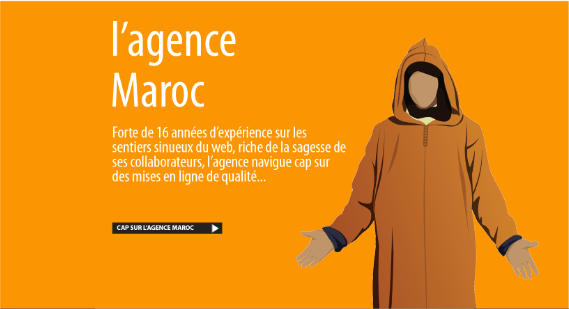 l’agence
Maroc
Forte de 16 années d’expérience sur les
sentiers sinueux du web, riche de la sagesse de
ses collaborateurs, l’agence navigue cap sur
des mises en ligne de qualité...
CAP SUR L’AGENCE MAROC